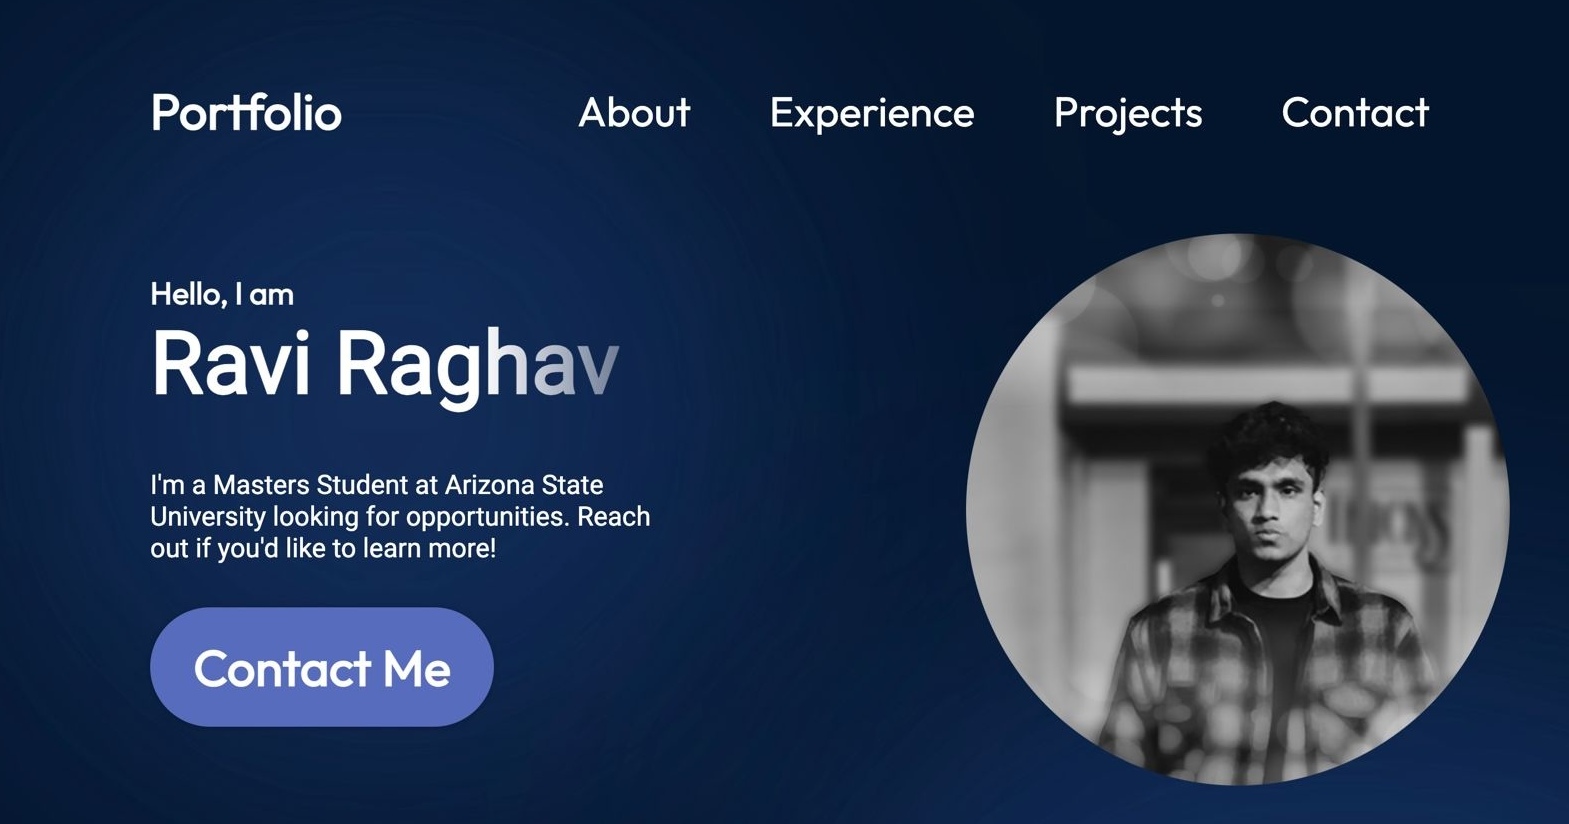 Portfolio
About
Experience
Projects
Contact
Hello, I am
Ravi Raghav
I'm a Masters Student at Arizona State
University looking for opportunities. Reach
out if you'd like to learn more!
Contact Me